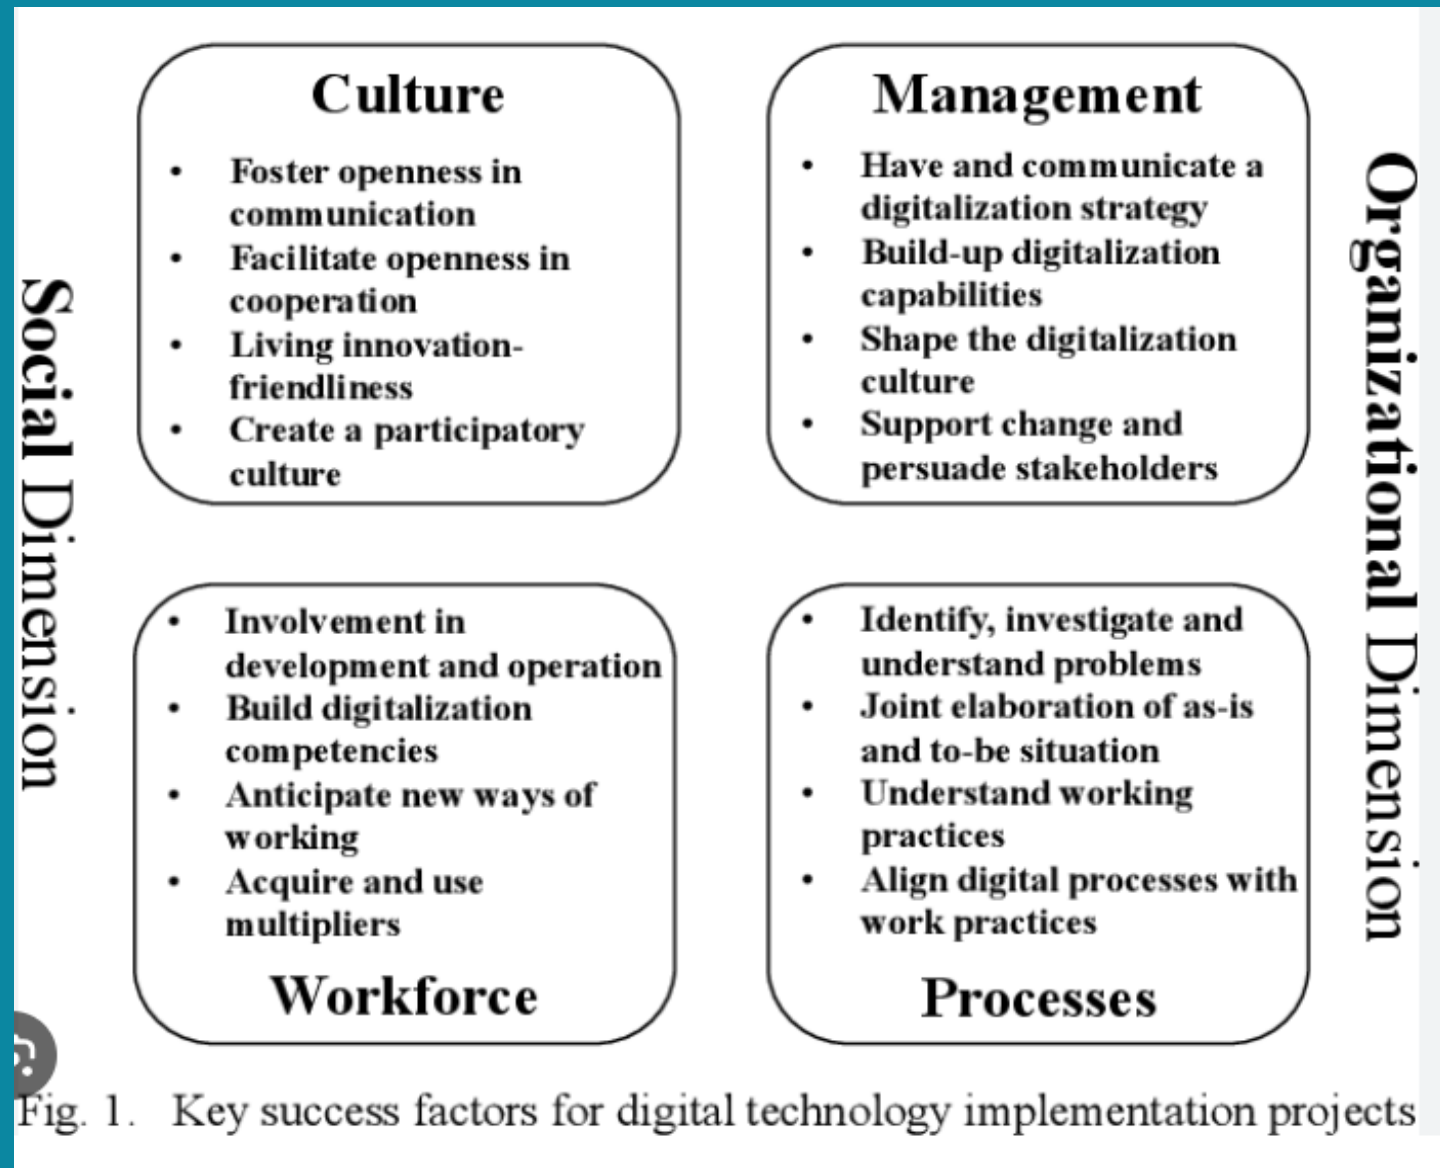 Culture
• Foster openness in
communication
• Facilitate openness in
cooperation
• Living innovation-
friendliness
• Create a participatory
culture
Management
• Have and communicate a
digitalization strategy
• Build-up digitalization
capabilities
• Shape the digitalization
culture
• Support change and
persuade stakeholders
Social Dimension
Organizational Dimension
• Involvement in
development and operation
• Build digitalization
competencies
• Anticipate new ways of
working
• Acquire and use
multipliers
Workforce
• Identify, investigate and
understand problems
• Joint elaboration of as-is
and to-be situation
• Understand working
practices
• Align digital processes with
work practices
Processes
Fig. 1. Key success factors for digital technology implementation projects